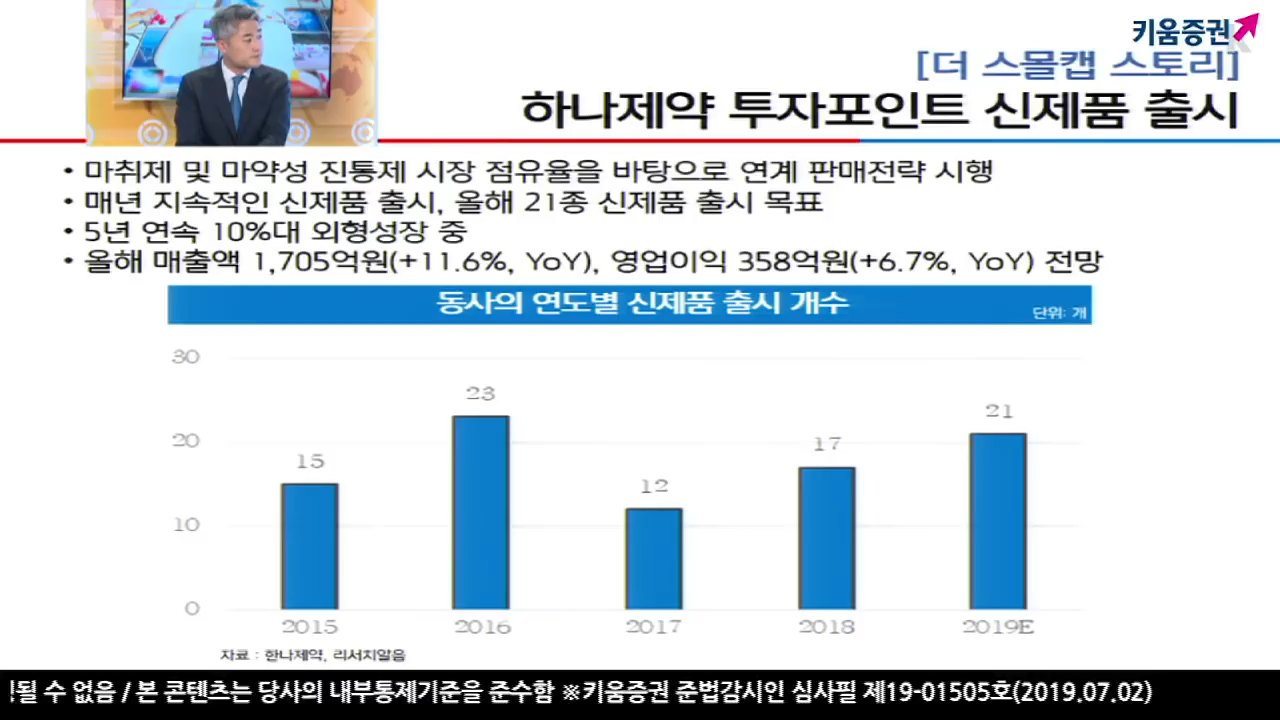 키움증권
[더 스몰캡 스토리]
하나제약 투자포인트 신제품 출시
• 마취제 및 마약성 진통제 시장 점유율을 바탕으로 연계 판매전략 시행
• 매년 지속적인 신제품 출시, 올해 21종 신제품 출시 목표
• 5년 연속 10%대 외형성장 중
• 올해 매출액 1,705억원(+11.6%, YoY), 영업이익 358억원(+6.7%, YoY) 전망
동사의 연도별 신제품 출시 개수
단위: 개
30
20
10
0
15
23
12
17
21
2015
2016
2017
2018
2019E
자료 : 한나제약, 리서치알음
!될 수 없음 / 본 콘텐츠는 당사의 내부통제기준을 준수함 ※키움증권 준법감시인 심사필 제19-01505호(2019.07.02)